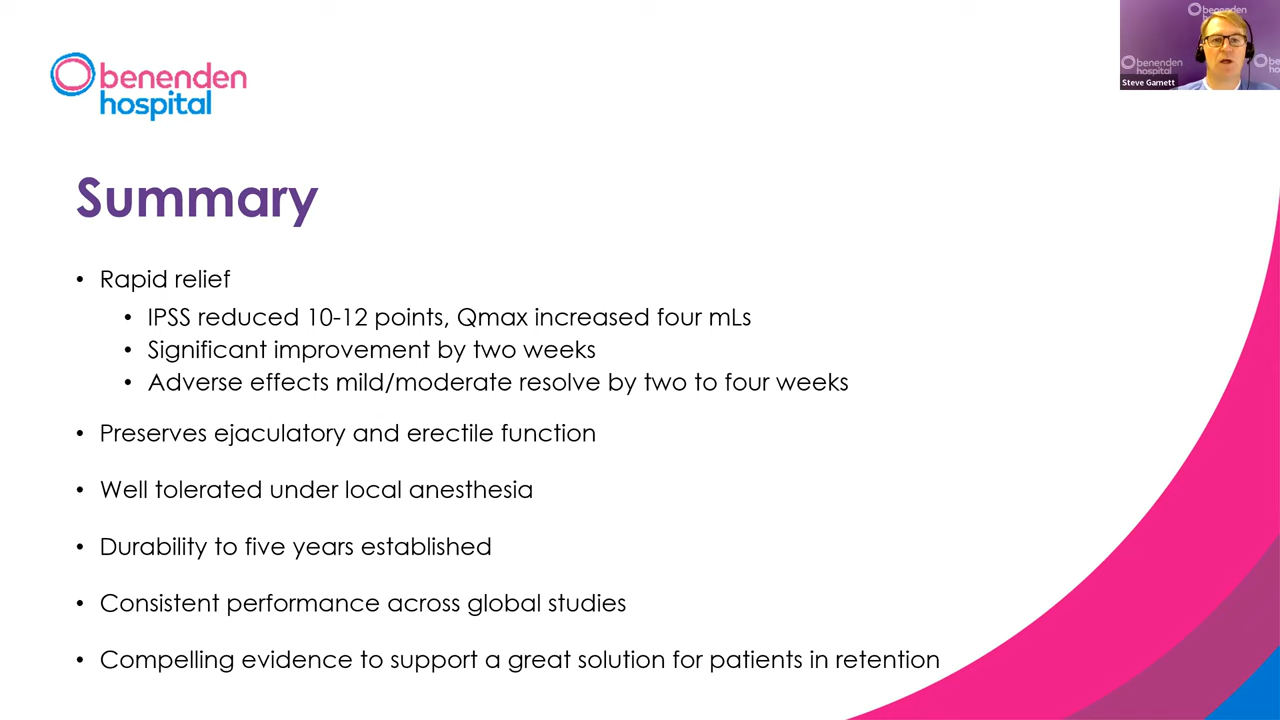 benenden
hospital
benenden
benenden
hospital
Steve Garnett
Summary
• Rapid relief
• IPSS reduced 10-12 points, Qmax increased four mLs
• Significant improvement by two weeks
• Adverse effects mild/moderate resolve by two to four weeks
• Preserves ejaculatory and erectile function
• Well tolerated under local anesthesia
• Durability to five years established
• Consistent performance across global studies
• Compelling evidence to support a great solution for patients in retention